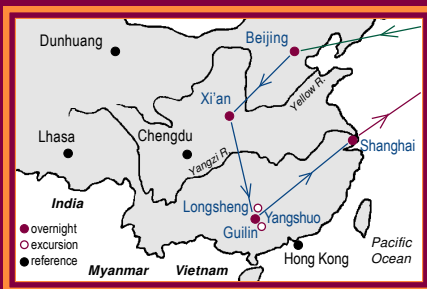 Dunhuang
Beijing
Xi'an
Yellow R.
Lhasa
Chengdu
Yangzi R.
Shanghai
India
Longsheng
Yangshuo
Guilin
overnight
excursion
reference
Hong Kong
Pacific
Ocean
Myanmar
Vietnam